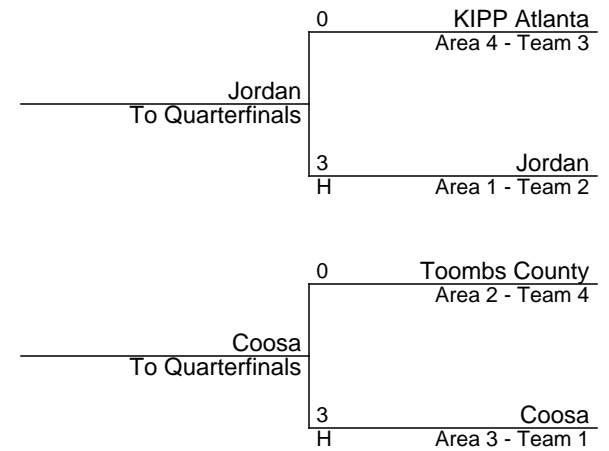 0 KIPP Atlanta
Area 4 - Team 3
Jordan
To Quarterfinals
3 Jordan
H Area 1 - Team 2
0 Toombs County
Area 2 - Team 4
Coosa
To Quarterfinals
3 Coosa
H Area 3 - Team 1